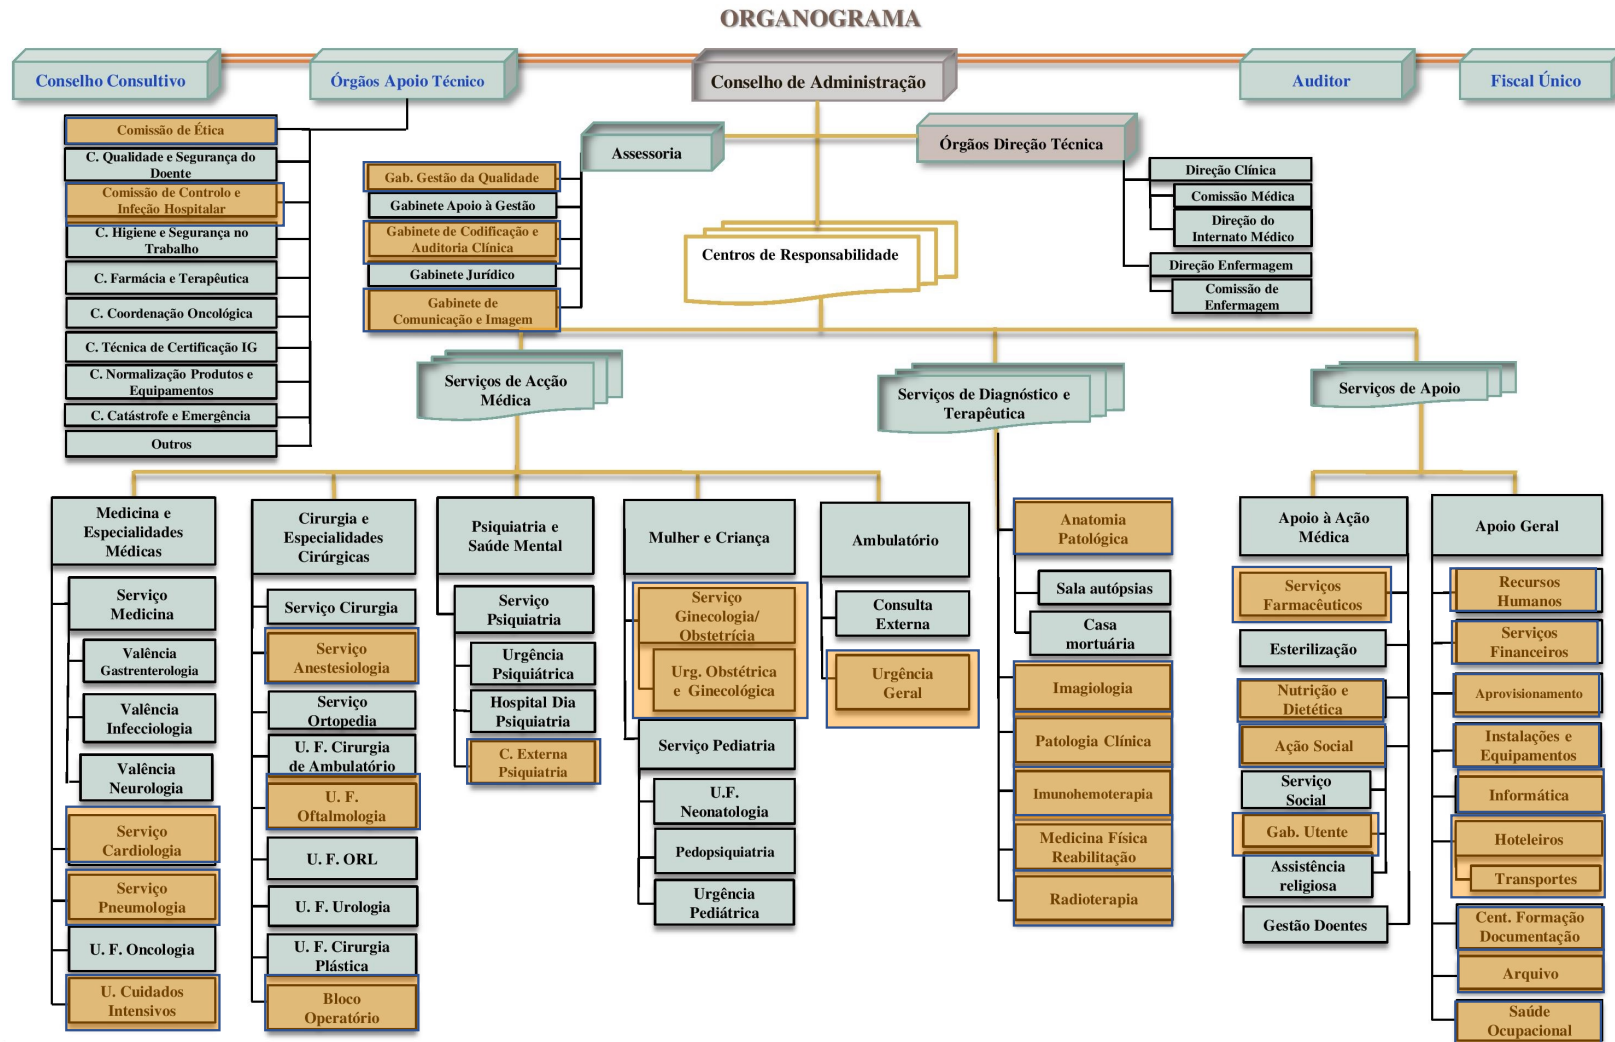 ORGANOGRAMA
Conselho Consultivo
Órgãos Apoio Técnico
Conselho de Administração
Auditor
Fiscal Único
Comissão de Ética
C. Qualidade e Segurança do
Doente
Comissão de Controlo e
Infeção Hospitalar
C. Higiene e Segurança no
Trabalho
C. Farmácia e Terapêutica
C. Coordenação Oncológica
C. Técnica de Certificação IG
C. Normalização Produtos e
Equipamentos
C. Catástrofe e Emergência
Outros
Assessoria
Gab. Gestão da Qualidade
Gabinete Apoio à Gestão
Gabinete de Codificação e
Auditoria Clínica
Gabinete Jurídico
Gabinete de
Comunicação e Imagem
Órgãos Direção Técnica
Direção Clínica
Comissão Médica
Direção do
Internato Médico
Direção Enfermagem
Comissão de
Enfermagem
Centros de Responsabilidade
Serviços de Acção
Médica
Serviços de Diagnóstico e
Terapêutica
Serviços de Apoio
Medicina e
Especialidades
Médicas
Serviço
Medicina
Valência
Gastrenterologia
Valência
Infecciologia
Valência
Neurologia
Serviço
Cardiologia
Serviço
Pneumologia
U. F. Oncologia
U. Cuidados
Intensivos
Cirurgia e
Especialidades
Cirúrgicas
Serviço Cirurgia
Serviço
Anestesiologia
Serviço
Ortopedia
U. F. Cirurgia
de Ambulatório
U. F.
Oftalmologia
U. F. ORL
U. F. Urologia
U. F. Cirurgia
Plástica
Bloco
Operatório
Psiquiatria e
Saúde Mental
Serviço
Psiquiatria
Urgência
Psiquiátrica
Hospital Dia
Psiquiatria
C. Externa
Psiquiatria
Mulher e Criança
Serviço
Ginecologia/
Obstetrícia
Urg. Obstétrica
e Ginecológica
Serviço Pediatria
U.F.
Neonatologia
Pedopsiquiatria
Urgência
Pediátrica
Ambulatório
Consulta
Externa
Urgência
Geral
Anatomia
Patológica
Sala autópsias
Casa
mortuária
Imagiologia
Patologia Clínica
Imunohemoterapia
Medicina Física
Reabilitação
Radioterapia
Apoio à Ação
Médica
Serviços
Farmacêuticos
Esterilização
Nutrição e
Dietética
Ação Social
Serviço
Social
Gab. Utente
Assistência
religiosa
Gestão Doentes
Apoio Geral
Recursos
Humanos
Serviços
Financeiros
Aprovisionamento
Instalações e
Equipamentos
Informática
Hoteleiros
Transportes
Cent. Formação
Documentação
Arquivo
Saúde
Ocupacional